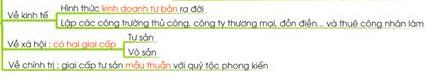 Về kinh tế
Hình thức kinh doanh tư bản ra đời
Lập các công trường thủ công, công ty thương mại, đồn điền... và thuê công nhân làm
Về xã hội : có hai giai cấp
Tư sản
Vô sản
Về chính trị : giai cấp tư sản mẫu thuẫn với quý tộc phong kiến